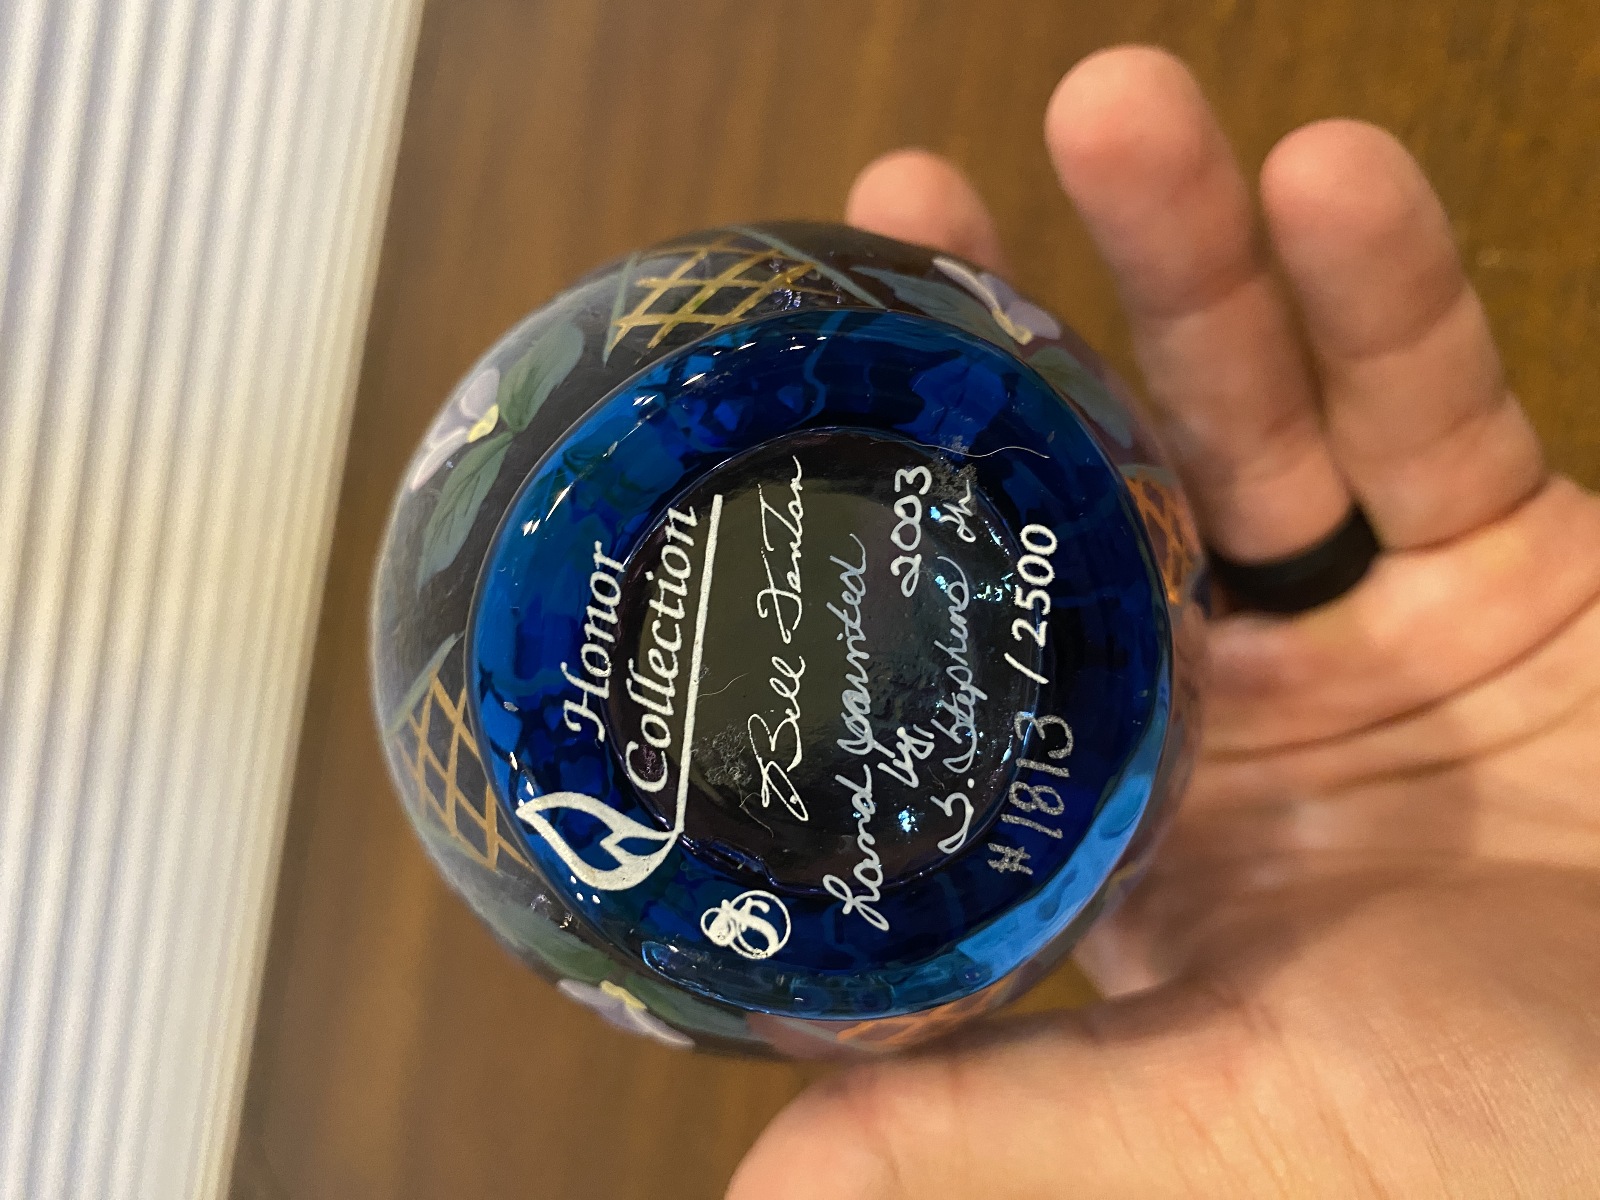 Honor
Collection
Bill Fenton
hand painted
by 2003
S. Stephens
#1813 / 2500
F